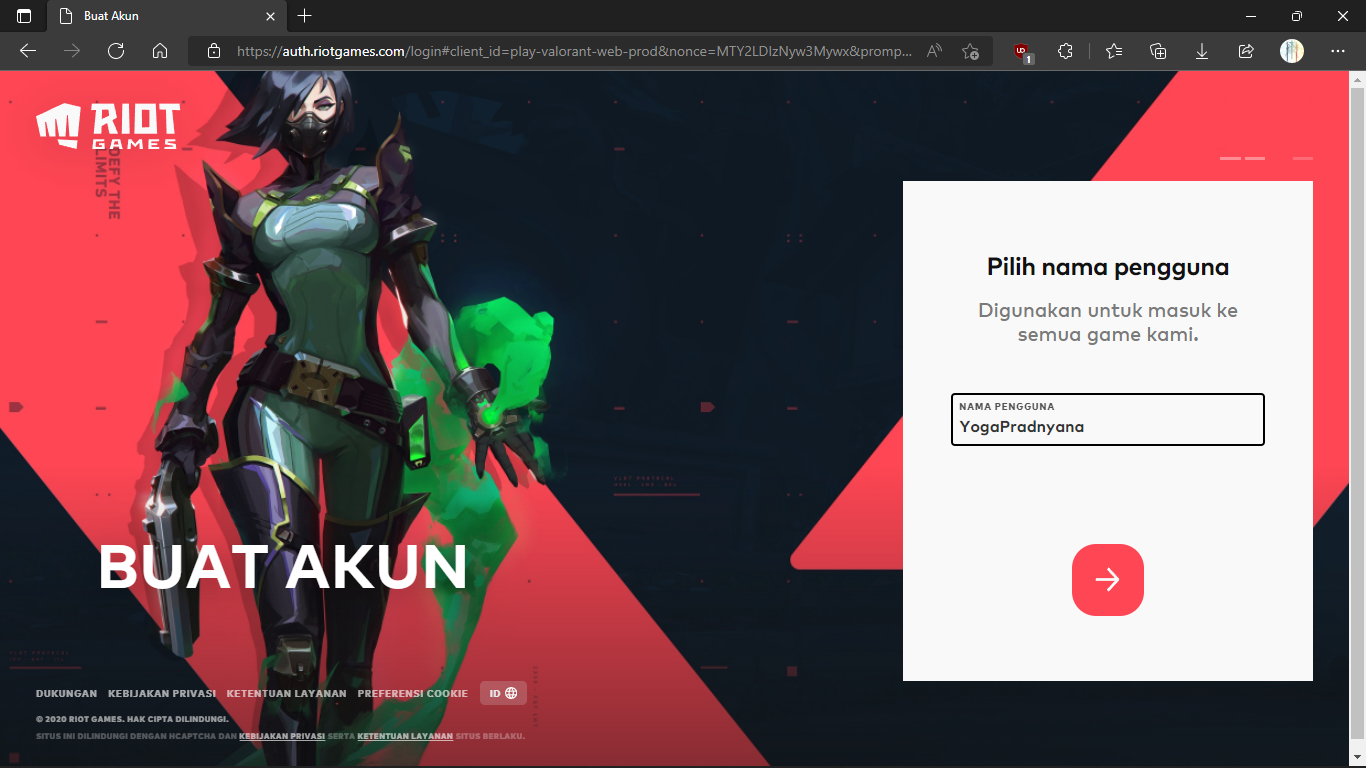 Buat Akun
https://auth.riotgames.com/login#client_id=play-valorant-web-prod&nonce=MTY2LDIzNyw3Mywx&promp...
UO
1
RIOT
GAMES
DEFY THE
LIMITS
Pilih nama pengguna
Digunakan untuk masuk ke
semua game kami.
NAMA PENGGUNA
YogaPradnyana
BUAT AKUN
DUKUNGAN KEBIJAKAN PRIVASI KETENTUAN LAYANAN PREFERENSI COOKIE ID
© 2020 RIOT GAMES. HAK CIPTA DILINDUNGI.
SITUS INI DILINDUNGI DENGAN HCAPTCHA DAN KEBIJAKAN PRIVASI SERTA KETENTUAN LAYANAN SITUS BERLAKU.